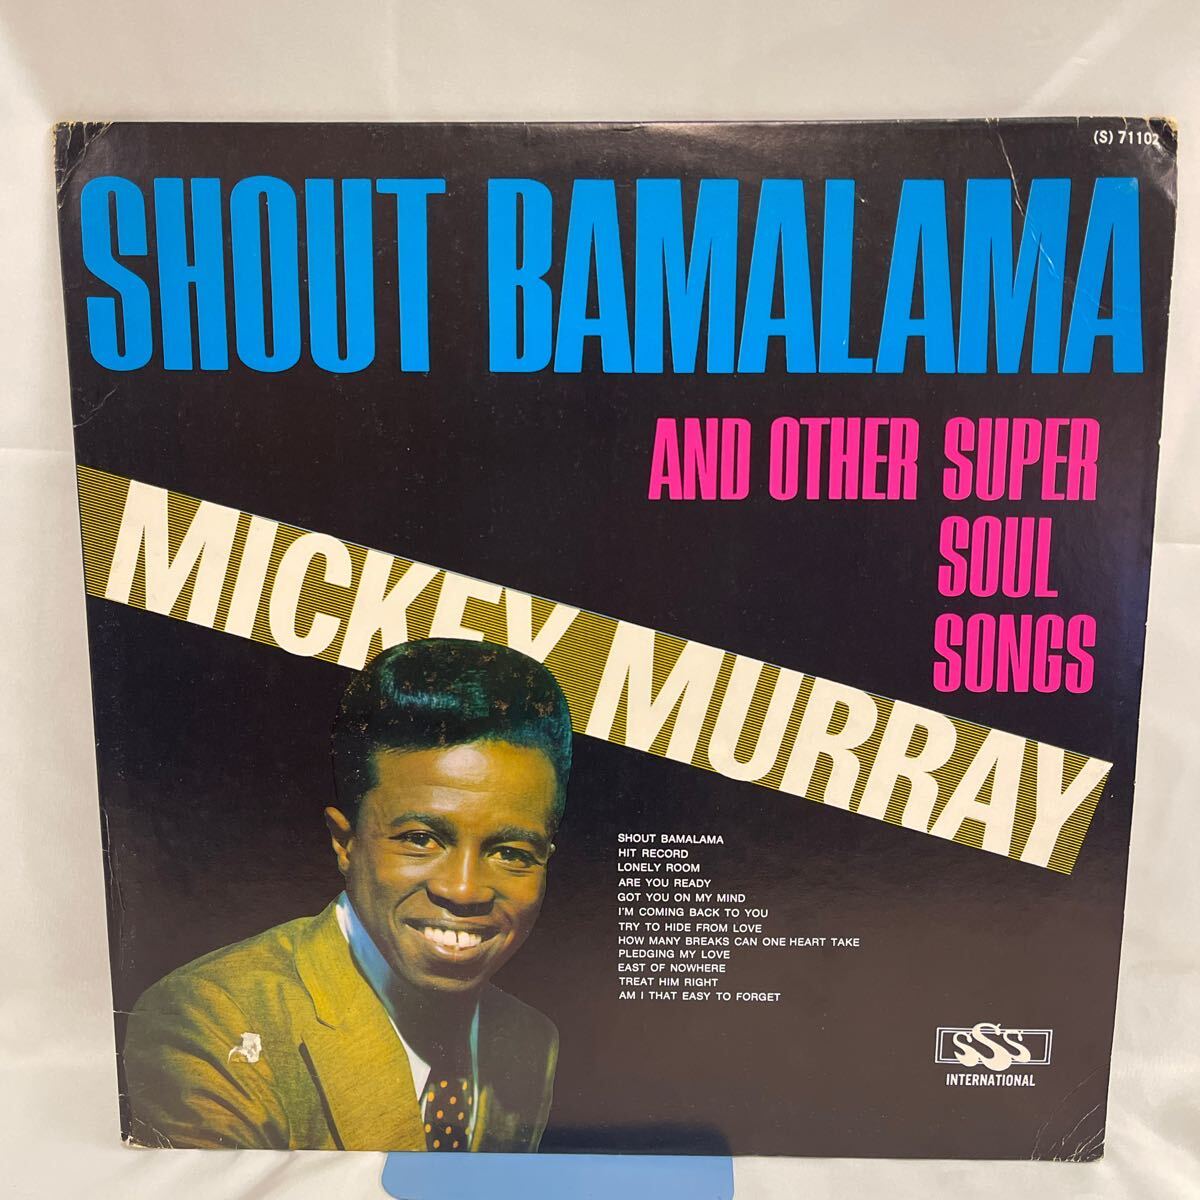 (S) 71102
SHOUT BAMALAMA
AND OTHER SUPER
SOUL
SONGS
MICKEY MURRAY
SHOUT BAMALAMA
HIT RECORD
LONELY ROOM
ARE YOU READY
GOT YOU ON MY MIND
I'M COMING BACK TO YOU
TRY TO HIDE FROM LOVE
HOW MANY BREAKS CAN ONE HEART TAKE
PLEDGING MY LOVE
EAST OF NOWHERE
TREAT HIM RIGHT
AM I THAT EASY TO FORGET
SSS
INTERNATIONAL